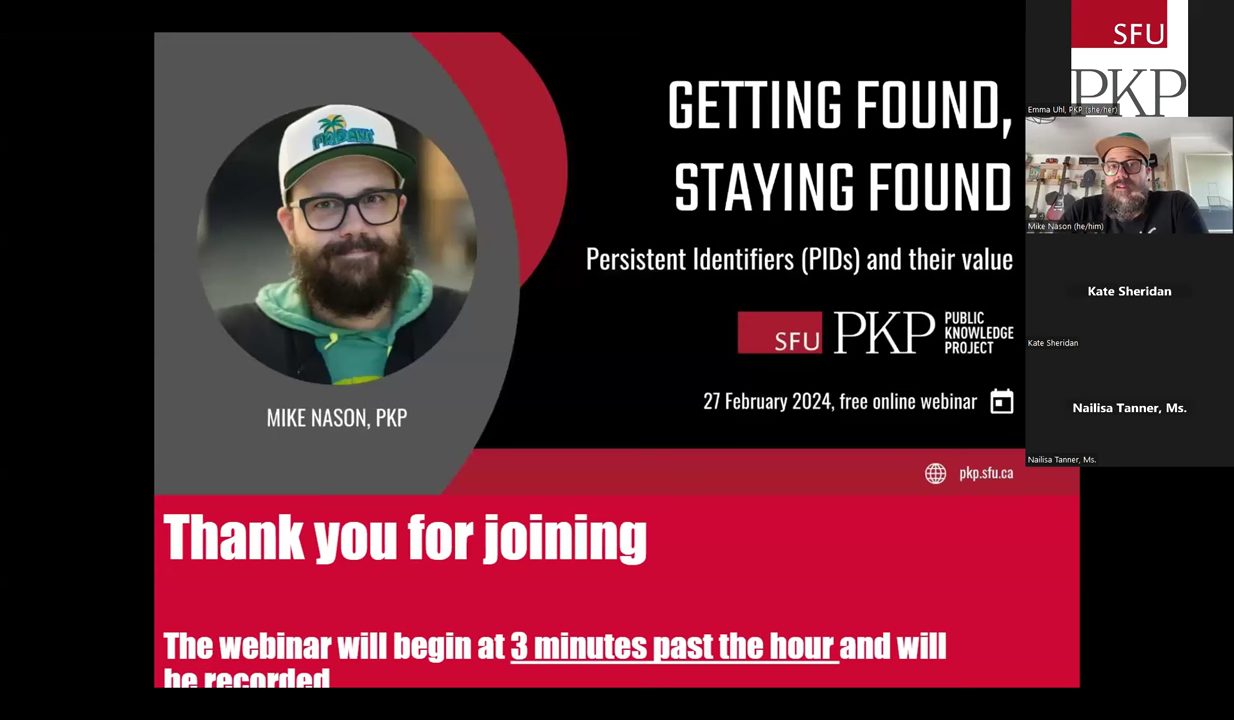 GETTING FOUND,
STAYING FOUND
Persistent Identifiers (PIDs) and their value
SFU PKP PUBLIC
KNOWLEDGE
PROJECT
27 February 2024, free online webinar
MIKE NASON, PKP
pkp.sfu.ca
Thank you for joining
The webinar will begin at 3 minutes past the hour and will
be recorded
SFU
PKP
Emma Uhl, PKP (she/her)
Mike Nason (he/him)
Kate Sheridan
Kate Sheridan
Nailisa Tanner, Ms.
Nailisa Tanner, Ms.